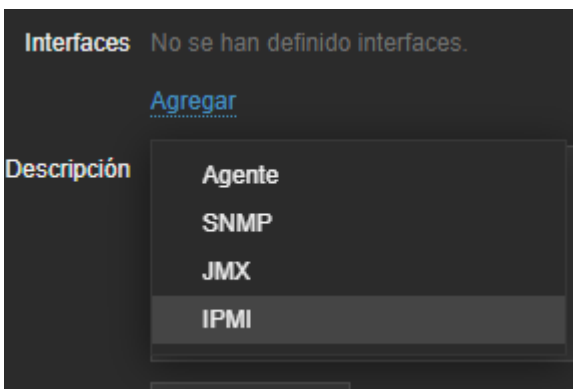 Interfaces No se han definido interfaces.
Agregar
Descripción
Agente
SNMP
JMX
IPMI